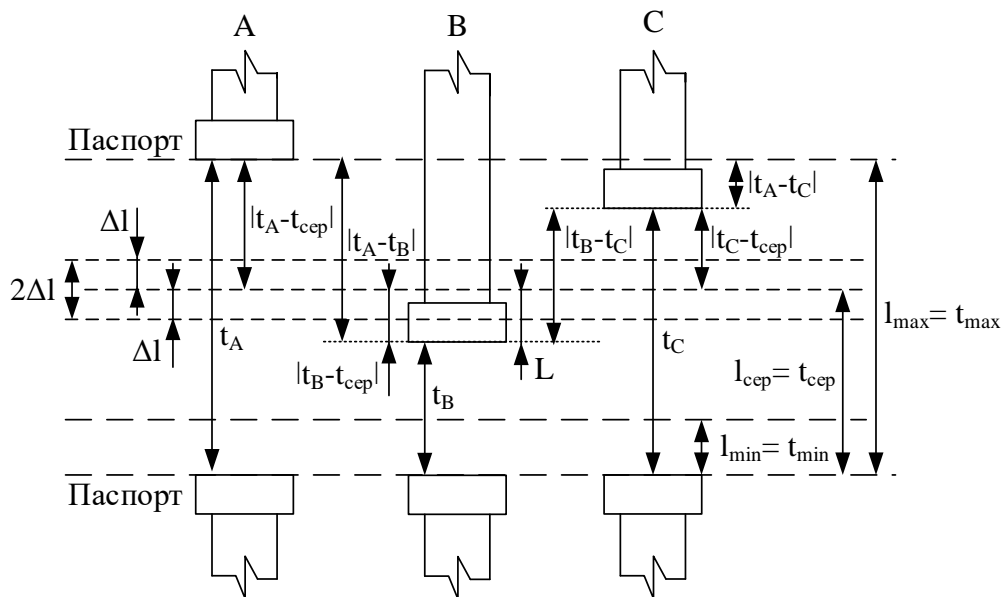 A
B
C
Паспорт
|t_A-t_C|
|t_A-t_сер|
|t_A-t_B|
|t_B-t_C|
|t_C-t_сер|
Δl
2Δl
Δl
t_A
l_max= t_max
t_C
L
|t_B-t_сер|
l_сер= t_сер
t_B
l_min= t_min
Паспорт